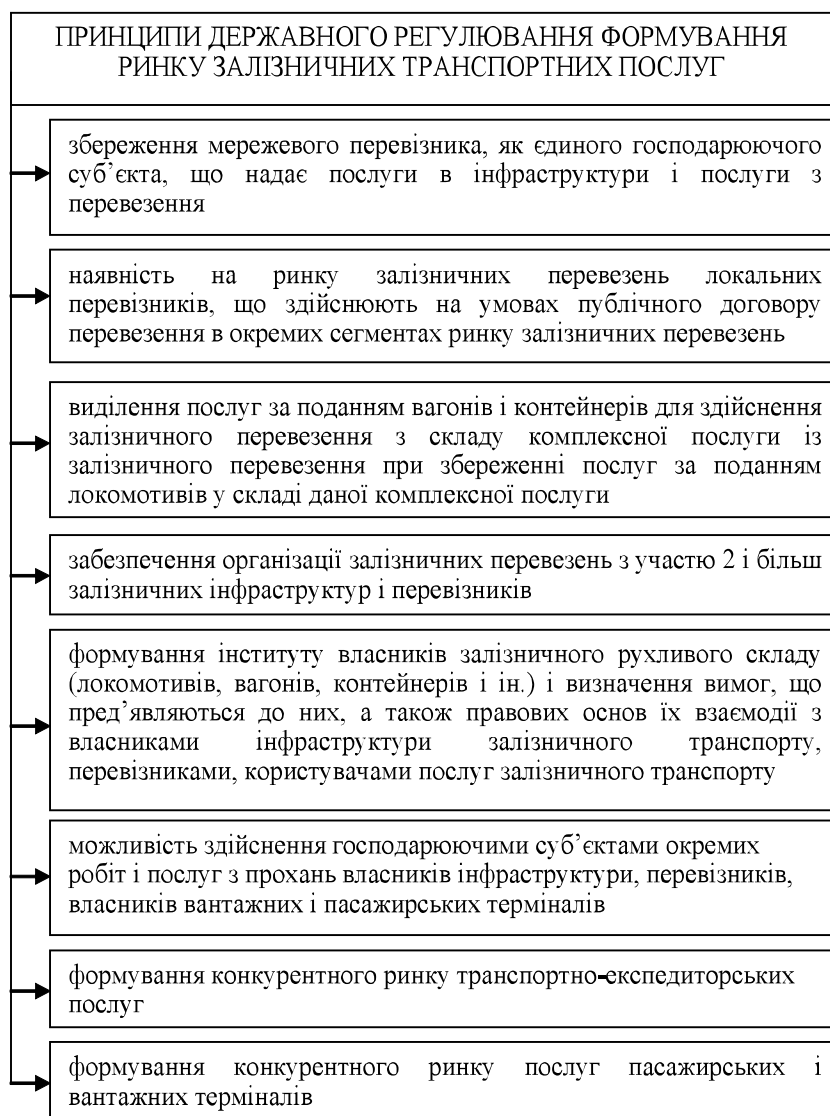 ПРИНЦИПИ ДЕРЖАВНОГО РЕГУЛЮВАННЯ ФОРМУВАННЯ
РИНКУ ЗАЛІЗНИЧНИХ ТРАНСПОРТНИХ ПОСЛУГ
збереження мережевого перевізника, як єдиного господарюючого
суб’єкта, що надає послуги в інфраструктури і послуги з
перевезення
наявність на ринку залізничних перевезень локальних
перевізників, що здійснюють на умовах публічного договору
перевезення в окремих сегментах ринку залізничних перевезень
виділення послуг за поданням вагонів і контейнерів для здійснення
залізничного перевезення з складу комплексної послуги із
залізничного перевезення при збереженні послуг за поданням
локомотивів у складі даної комплексної послуги
забезпечення організації залізничних перевезень з участю 2 і більш
залізничних інфраструктур і перевізників
формування інституту власників залізничного рухливого складу
(локомотивів, вагонів, контейнерів і ін.) і визначення вимог, що
пред’являються до них, а також правових основ їх взаємодії з
власниками інфраструктури залізничного транспорту,
перевізниками, користувачами послуг залізничного транспорту
можливість здійснення господарюючими суб’єктами окремих
робіт і послуг з прохань власників інфраструктури, перевізників,
власників вантажних і пасажирських терміналів
формування конкурентного ринку транспортно-експедиторських
послуг
формування конкурентного ринку послуг пасажирських і
вантажних терміналів